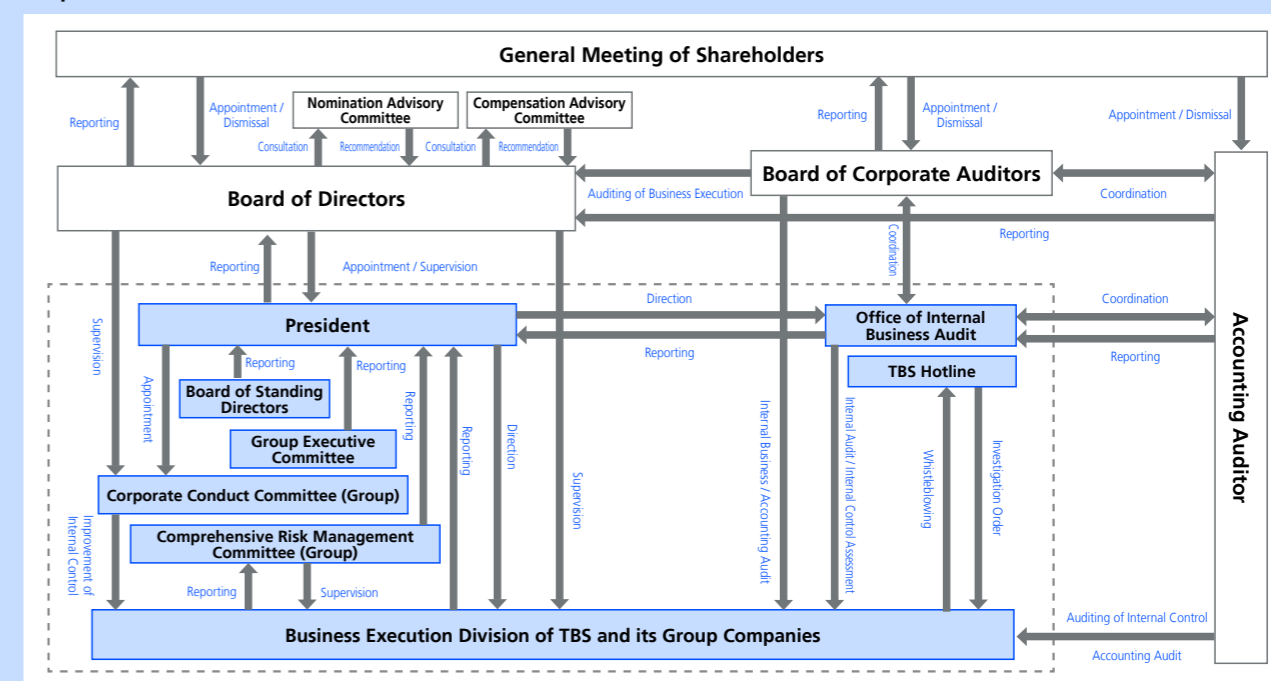 General Meeting of Shareholders
Reporting
Appointment /
Dismissal
Nomination Advisory
Committee
Compensation Advisory
Committee
Consultation
Recommendation
Consultation
Recommendation
Reporting
Appointment /
Dismissal
Appointment / Dismissal
Board of Directors
Auditing of Business Execution
Board of Corporate Auditors
Coordination
Reporting
Coordination
Reporting
Appointment / Supervision
Supervision
President
Direction
Reporting
Office of Internal
Business Audit
Coordination
Reporting
Accounting Auditor
Appointment
Reporting
Board of Standing
Directors
Reporting
Group Executive
Committee
Reporting
Reporting
Direction
Supervision
TBS Hotline
Internal Business / Accounting Audit
Internal Audit / Internal Control Assessment
Whistleblowing
Investigation Order
Corporate Conduct Committee (Group)
Improvement of
Internal Control
Comprehensive Risk Management
Committee (Group)
Reporting
Supervision
Business Execution Division of TBS and its Group Companies
Auditing of Internal Control
Accounting Audit